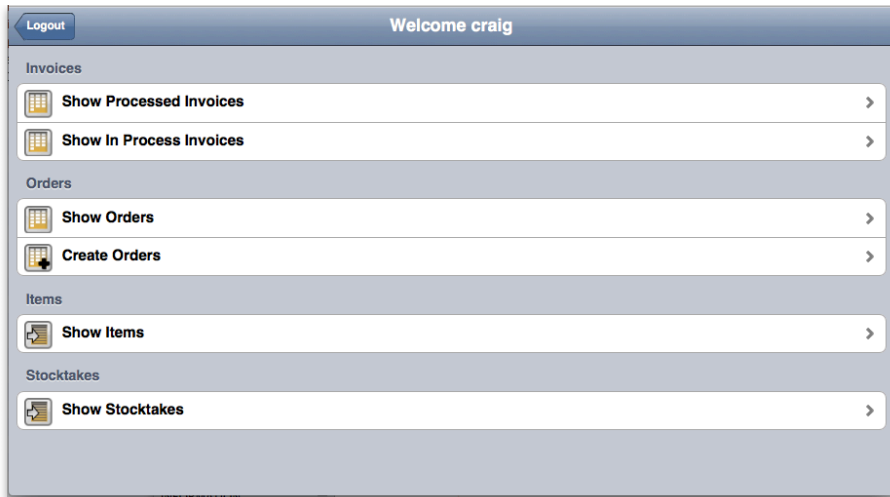 Logout
Welcome craig
Invoices
Show Processed Invoices
Show In Process Invoices
Orders
Show Orders
Create Orders
Items
Show Items
Stocktakes
Show Stocktakes